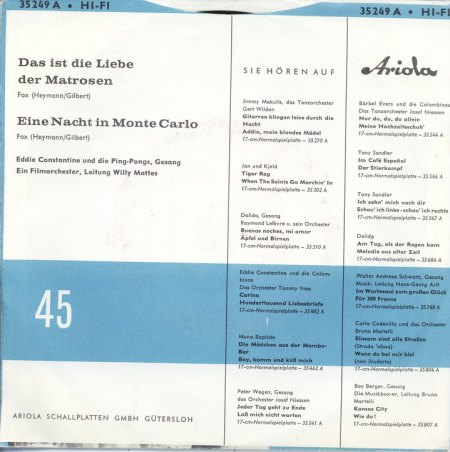 35249 A • HI-FI
35249 A • HI-FI
Das ist die Liebe
der Matrosen
Fox (Heymann/Gilbert)
Eine Nacht in Monte Carlo
Fox (Heymann/Gilbert)
Eddie Constantine und die Ping-Pongs, Gesang
Ein Filmorchester, Leitung Willy Mattes
45
ARIOLA SCHALLPLATTEN GMBH GÜTERSLOH
SIE HÖREN AUF
Jimmy Makulis, das Tanzorchester
Gert Wilden
Gitarren klingen leise durch die
Nacht
Addio, mein blondes Mädel
17-cm-Normalspielplatte – 35 270 A
Jan und Kjeld
Tiger Rag
When The Saints Go Marchin' In
17-cm-Normalspielplatte – 35 302 A
Dalida, Gesang
Raymond Lefèvre u. sein Orchester
Buenas noches, mi amor
Äpfel und Birnen
17-cm-Normalspielplatte – 35 310 A
Eddie Constantine und die Colom-
binos
Das Orchester Tommy Voss
Carina
Hunderttausend Liebesbriefe
17-cm-Normalspielplatte – 35 482 A
Mona Baptiste
Die Mädchen aus der Mambo-
Bar
Boy, komm und küß mich
17-cm-Normalspielplatte – 35 462 A
Peter Wegen, Gesang
das Orchester Josef Niessen
Jeder Tag geht zu Ende
Laß mich nicht warten
17-cm-Normalspielplatte – 35 541 A
Ariola
Bärbel Evers und die Colombinos
Das Tanzorchester Josef Niessen
Nur du, du, du allein
Meine Hochzeitsschuh'
17-cm-Normalspielplatte – 35 544 A
Tony Sandler
Im Café Español
Der Stierkampf
17-cm-Normalspielplatte – 35 546 A
Tony Sandler
Ich sehn' mich nach dir
Schau' ich links - schau' ich rechts
17-cm-Normalspielplatte – 35 547 A
Dalida
Am Tag, als der Regen kam
Melodie aus alter Zeit
17-cm-Normalspielplatte – 35 686 A
Walter Andreas Schwarz, Gesang
Musik, Leitung Hans-Georg Arlt
Im Wartesaal zum großen Glück
Für 300 Francs
17-cm-Normalspielplatte – 35 748 A
Carla Codevilla und das Orchester
Bruno Martelli
Einsam sind alle Straßen
(Strada 'nfosa)
Wenn du bei mir bist
17-cm-Normalspielplatte – 35 804 A
Boy Berger, Gesang
Die Musikbox-er, Leitung Bruno
Martelli
Kansas City
Wie du!
17-cm-Normalspielplatte – 35 807 A